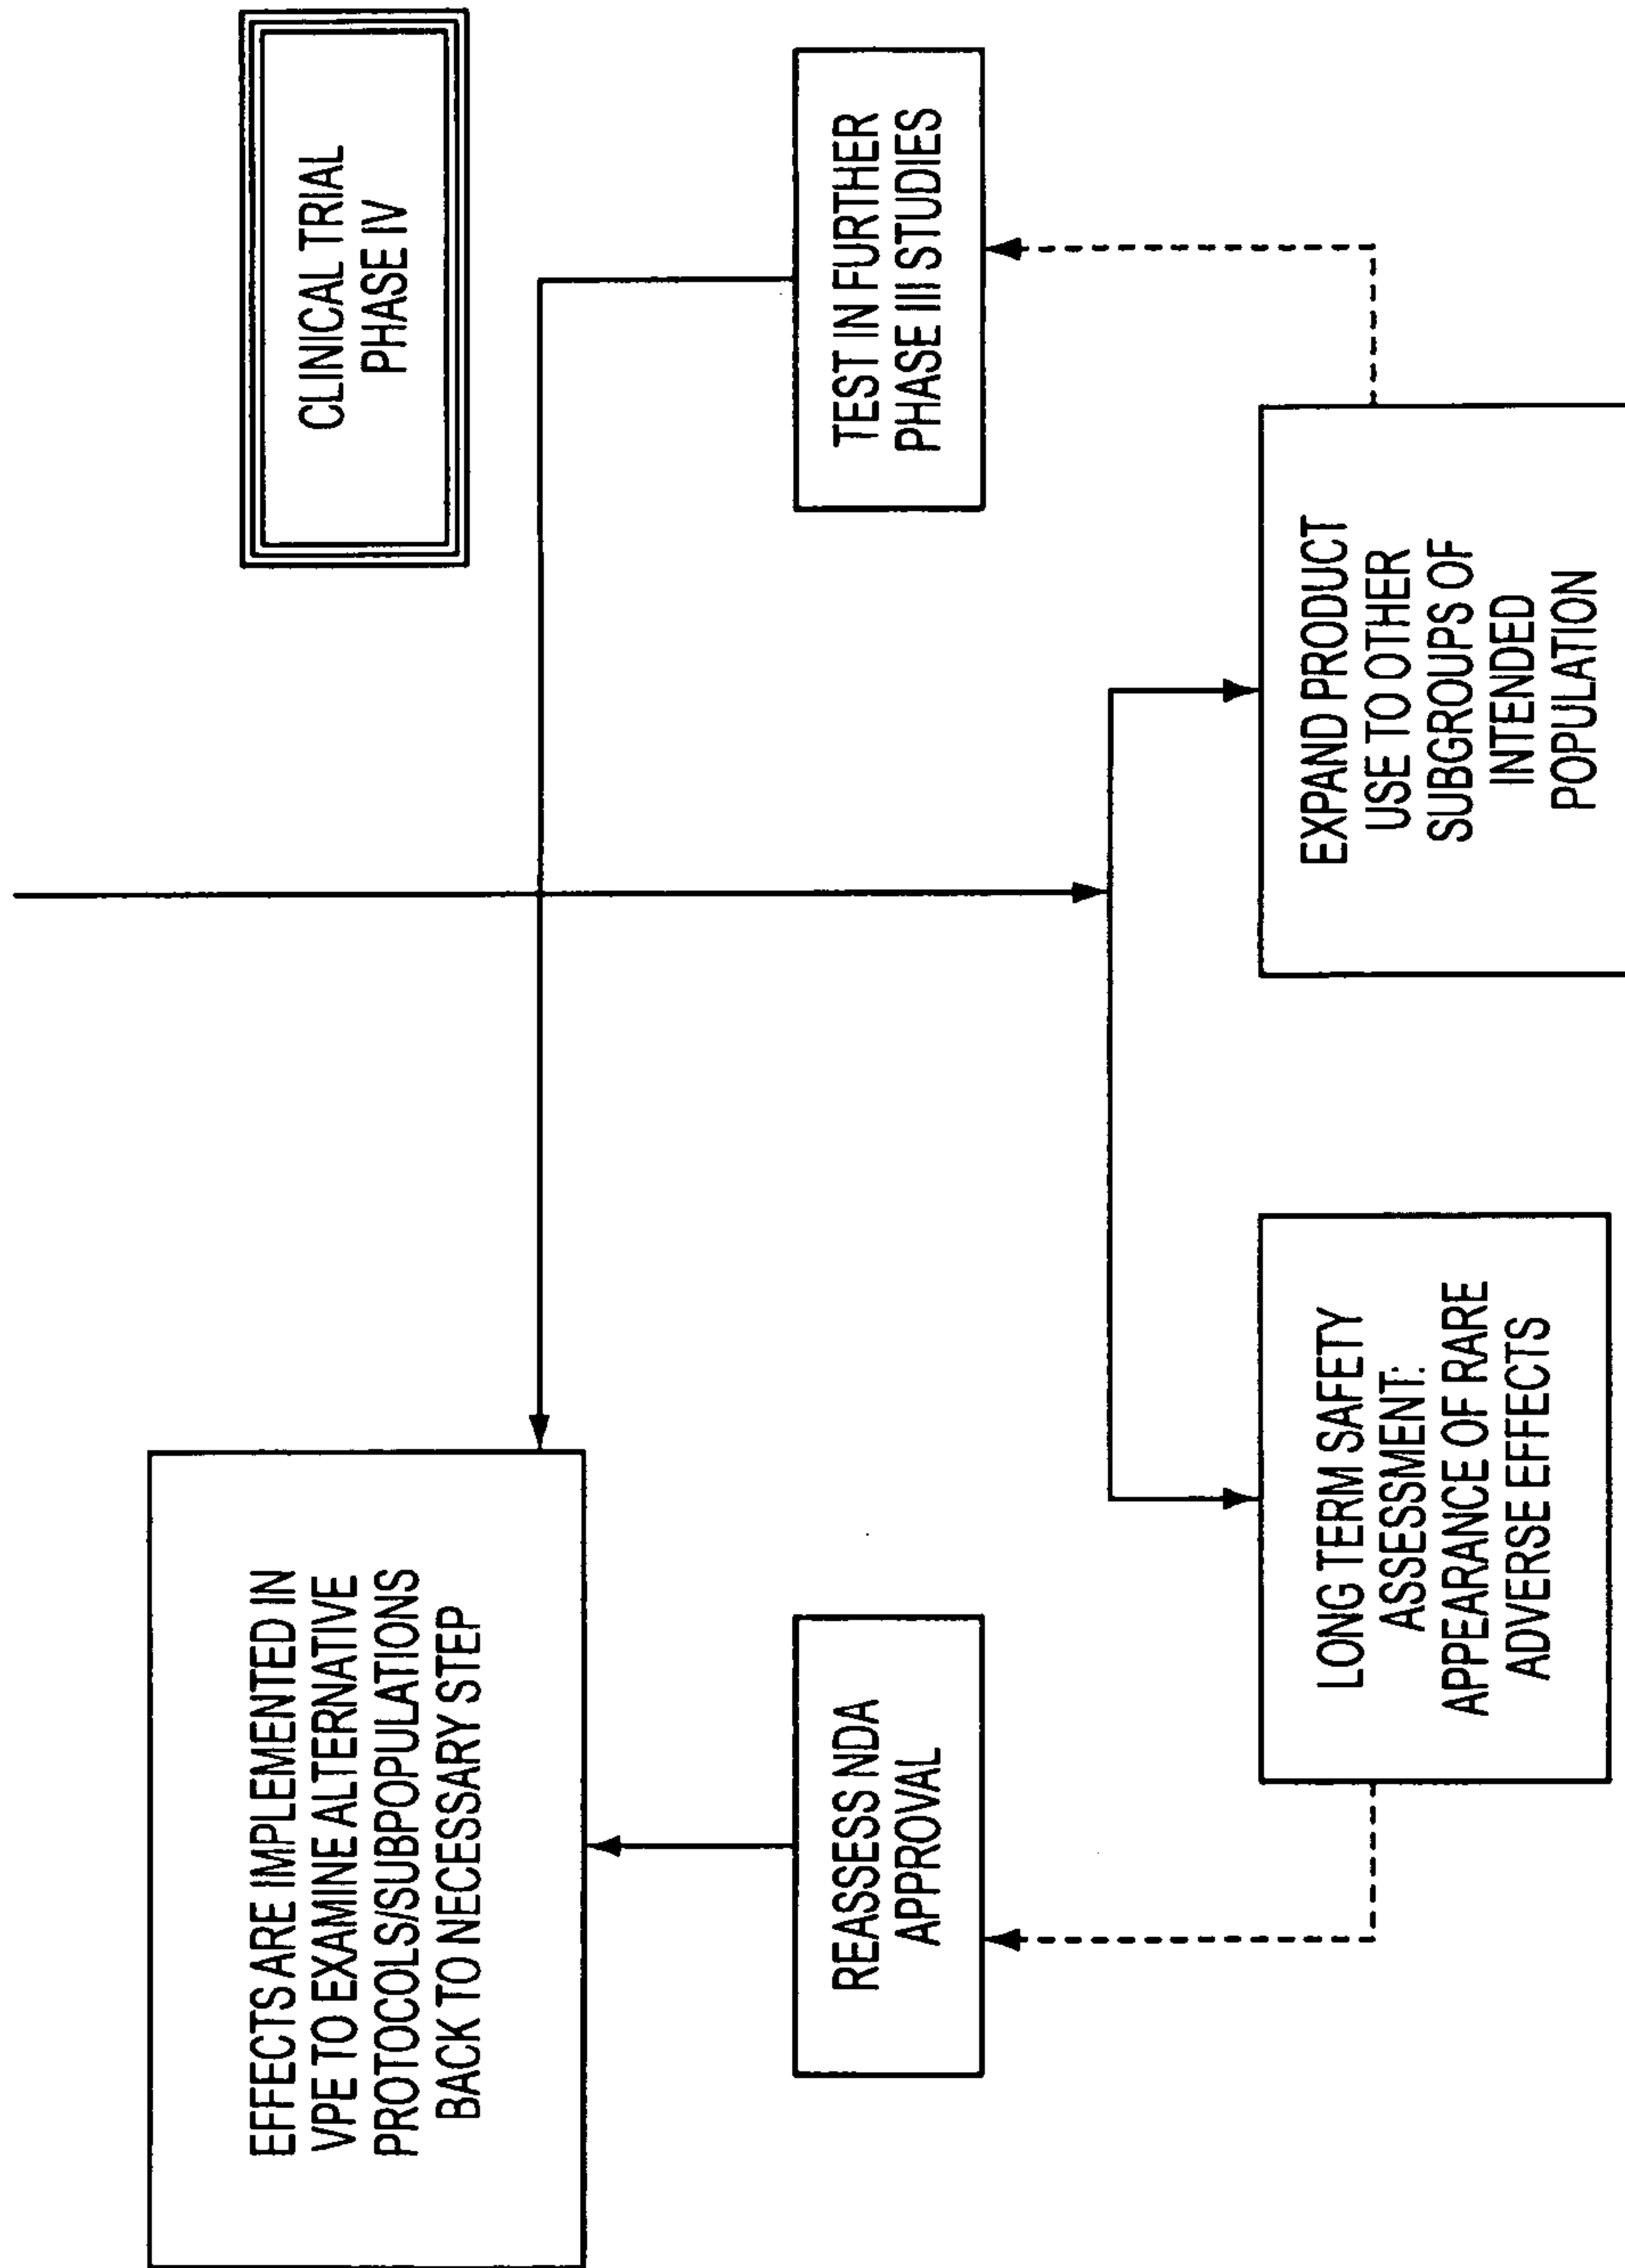 EFFECTS ARE IMPLEMENTED IN
VPE TO EXAMINE ALTERNATIVE
PROTOCOLS/SUBPOPULATIONS
BACK TO NECESSARY STEP
CLINICAL TRIAL
PHASE IV
REASSESS NDA
APPROVAL
TEST IN FURTHER
PHASE III STUDIES
LONG TERM SAFETY
ASSESSMENT:
APPEARANCE OF RARE
ADVERSE EFFECTS
EXPAND PRODUCT
USE TO OTHER
SUBGROUPS OF
INTENDED
POPULATION